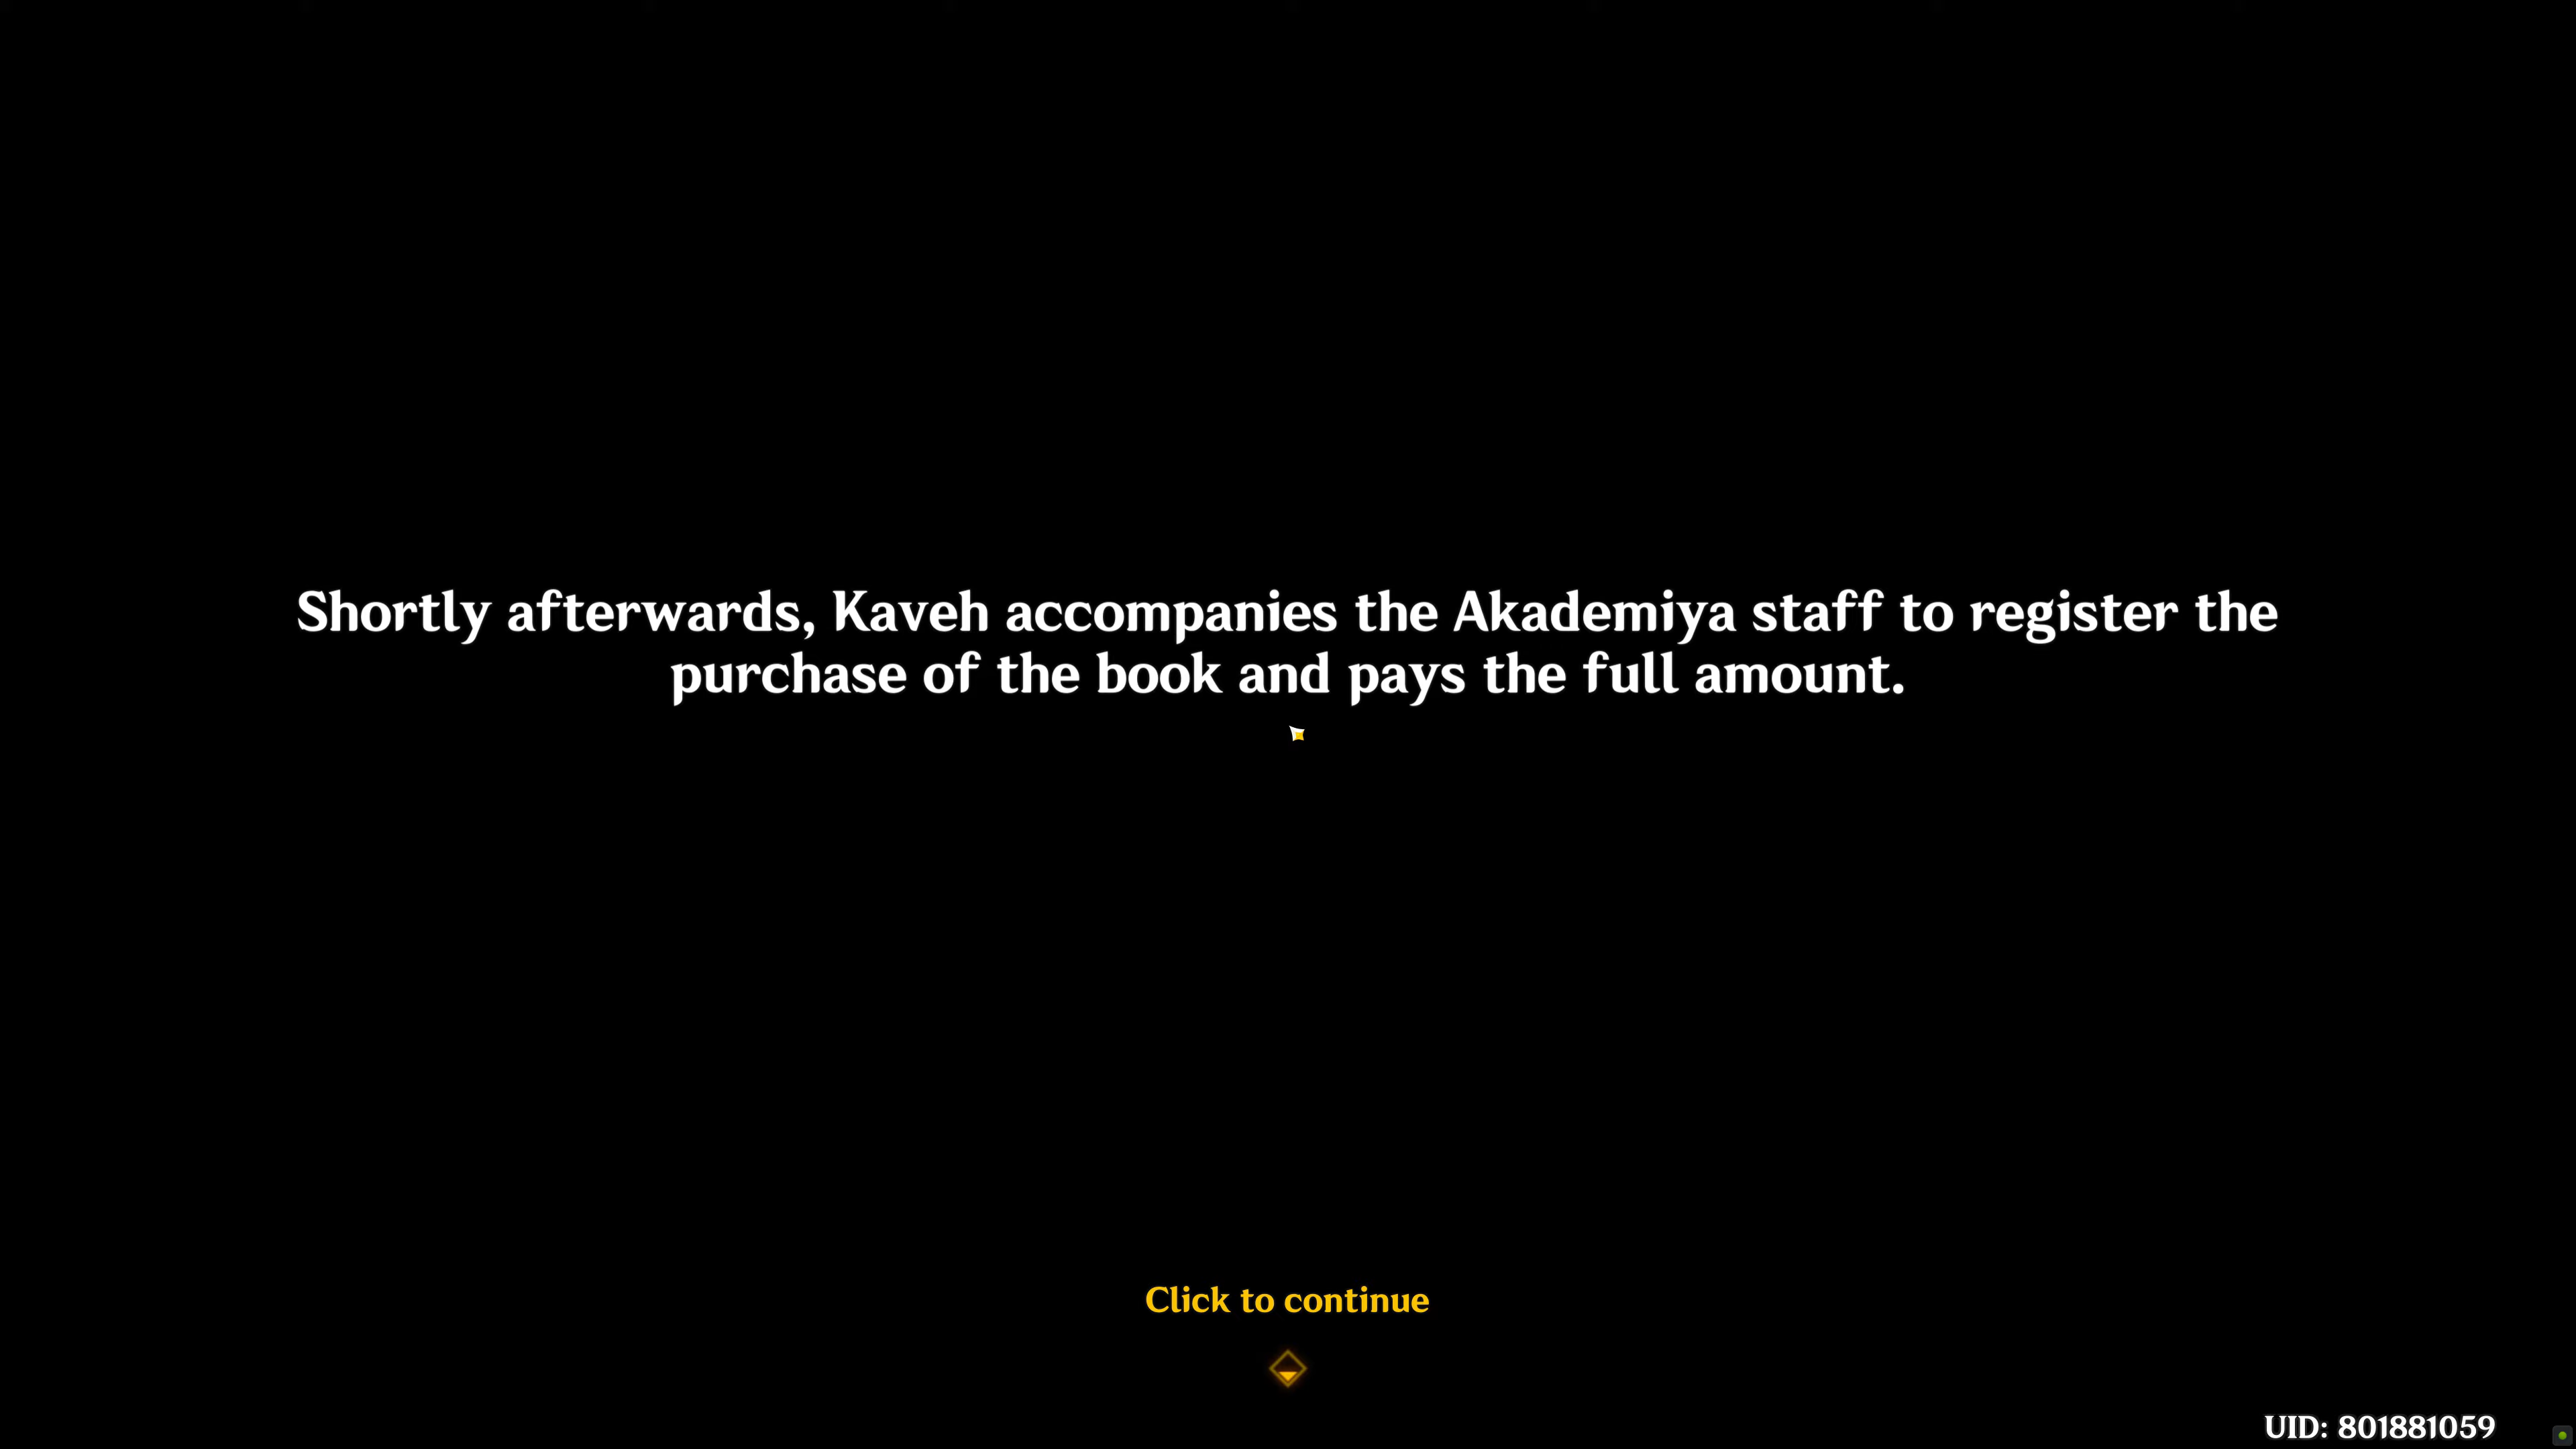 Shortly afterwards, Kaveh accompanies the Akademiya staff to register the
purchase of the book and pays the full amount.
Click to continue
UID: 801881059